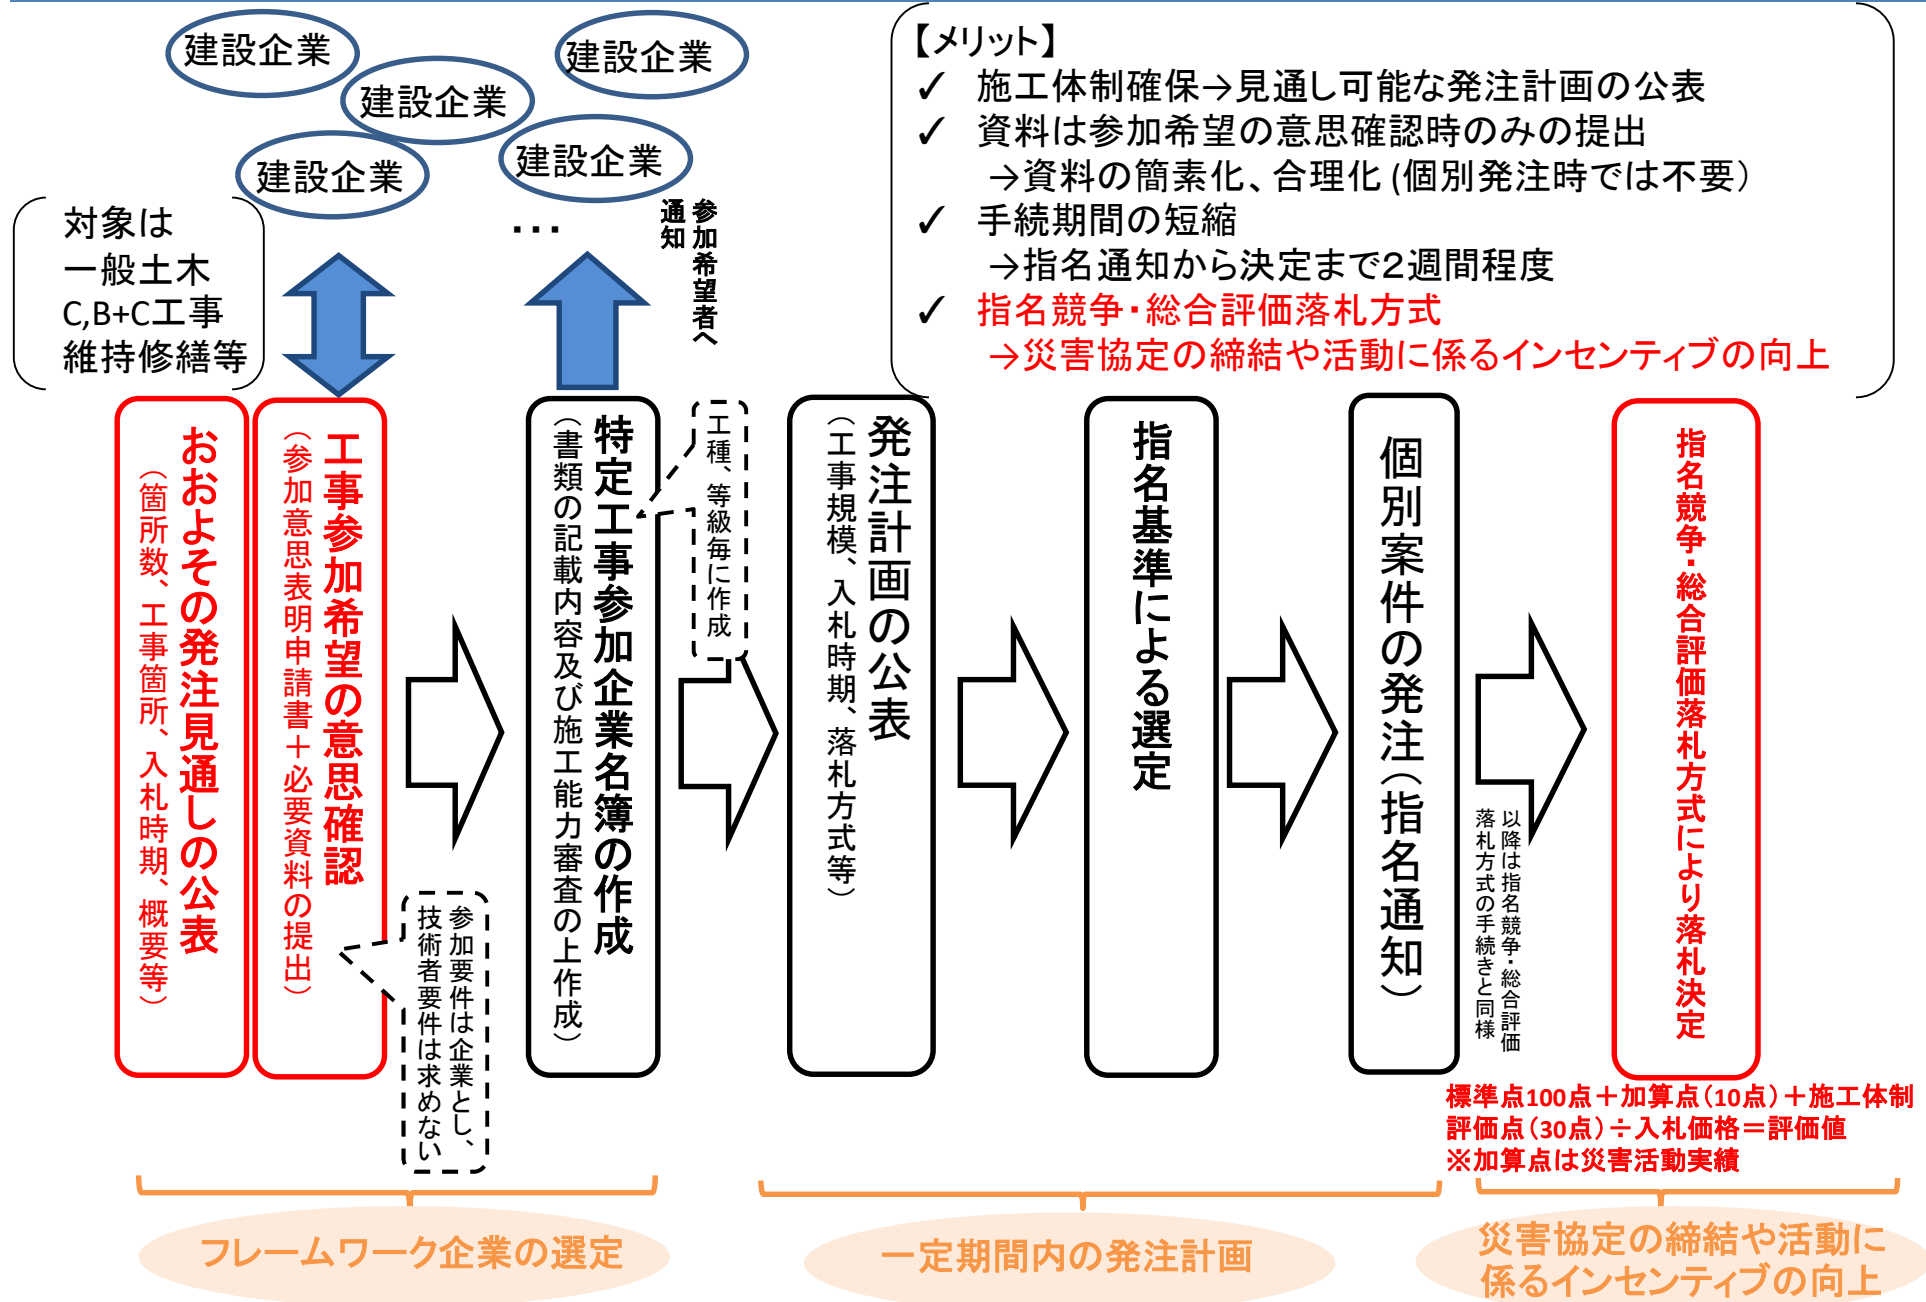 建設企業
建設企業
建設企業
建設企業
建設企業
…
【メリット】
✓ 施工体制確保→見通し可能な発注計画の公表
✓ 資料は参加希望の意思確認時のみの提出
→資料の簡素化、合理化(個別発注時では不要)
✓ 手続期間の短縮
→指名通知から決定まで2週間程度
✓ 指名競争・総合評価落札方式
→災害協定の締結や活動に係るインセンティブの向上
対象は
一般土木
C,B+C工事
維持修繕等
参加希望者へ
通知
おおよその発注見通しの公表
(箇所数、工事箇所、入札時期、概要等)
工事参加希望の意思確認
(参加意思表明申請書+必要資料の提出)
参加要件は企業とし、
技術者要件は求めない
特定工事参加企業名簿の作成
(書類の記載内容及び施工能力審査の上作成)
工種、等級毎に作成
発注計画の公表
(工事規模、入札時期、落札方式等)
指名基準による選定
個別案件の発注(指名通知)
以降は指名競争・総合評価
落札方式の手続きと同様
指名競争・総合評価落札方式により落札決定
標準点100点+加算点(10点)+施工体制
評価点(30点)÷入札価格=評価値
※加算点は災害活動実績
フレームワーク企業の選定
一定期間内の発注計画
災害協定の締結や活動に
係るインセンティブの向上